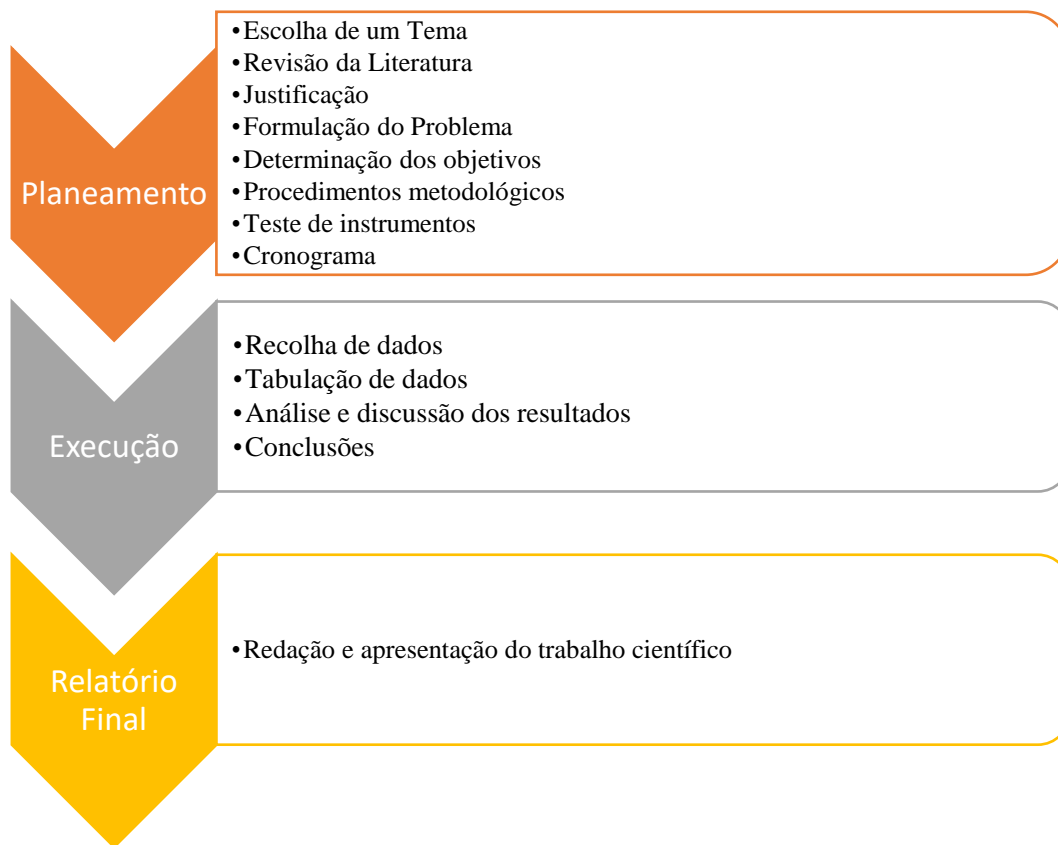 Planeamento
•Escolha de um Tema
•Revisão da Literatura
•Justificação
•Formulação do Problema
•Determinação dos objetivos
•Procedimentos metodológicos
•Teste de instrumentos
•Cronograma
Execução
•Recolha de dados
•Tabulação de dados
•Análise e discussão dos resultados
•Conclusões
Relatório
Final
•Redação e apresentação do trabalho científico